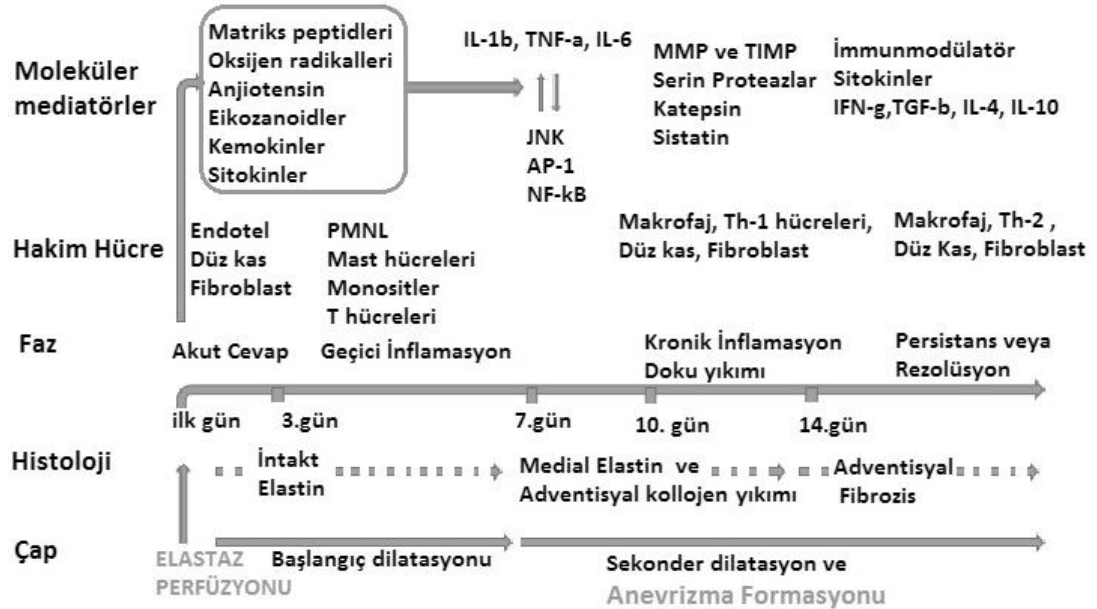 Moleküler
mediatörler
Matriks peptidleri
Oksijen radikalleri
Anjiotensin
Eikozanoidler
Kemokinler
Sitokinler
IL-1b, TNF-a, IL-6
JNK
AP-1
NF-kB
MMP ve TIMP
Serin Proteazlar
Katepsin
Sistatin
İmmunmodülatör
Sitokinler
IFN-g,TGF-b, IL-4, IL-10
Hakim Hücre
Endotel
Düz kas
Fibroblast
PMNL
Mast hücreleri
Monositler
T hücreleri
Makrofaj, Th-1 hücreleri,
Düz kas, Fibroblast
Makrofaj, Th-2 ,
Düz Kas, Fibroblast
Faz
Akut Cevap
Geçici İnflamasyon
Kronik İnflamasyon
Doku yıkımı
Persistans veya
Rezolüsyon
ilk gün
3.gün
7.gün
10. gün
14.gün
Histoloji
İntakt
Elastin
Medial Elastin ve
Adventisyal kollojen yıkımı
Adventisyal
Fibrozis
Çap
ELASTAZ
PERFÜZYONU
Başlangıç dilatasyonu
Sekonder dilatasyon ve
Anevrizma Formasyonu